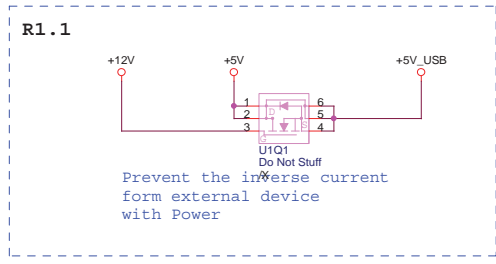 R1.1
+12V +5V +5V_USB
1 6
2 D S 5
3 4
G
U1Q1
Do Not Stuff
/X
Prevent the inverse current
form external device
with Power